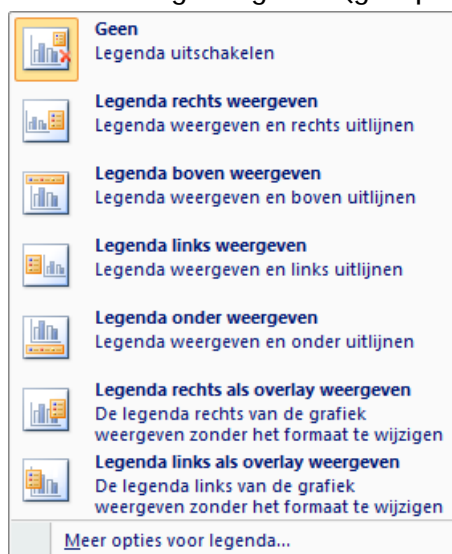 Geen
Legenda uitschakelen
Legenda rechts weergeven
Legenda weergeven en rechts uitlijnen
Legenda boven weergeven
Legenda weergeven en boven uitlijnen
Legenda links weergeven
Legenda weergeven en links uitlijnen
Legenda onder weergeven
Legenda weergeven en onder uitlijnen
Legenda rechts als overlay weergeven
De legenda rechts van de grafiek
weergeven zonder het formaat te wijzigen
Legenda links als overlay weergeven
De legenda links van de grafiek
weergeven zonder het formaat te wijzigen
Meer opties voor legenda...